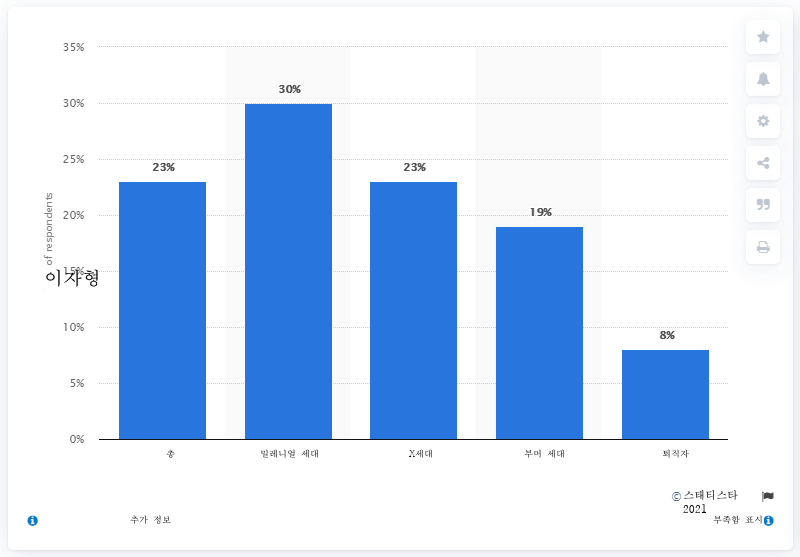 35%
30%
30%
25%
23%
23%
20%
19%
of respondents
15%
이자형
10%
8%
5%
0%
총
밀레니얼 세대
X세대
부머 세대
퇴직자
© 스태티스타
2021
추가 정보
부족함 표시